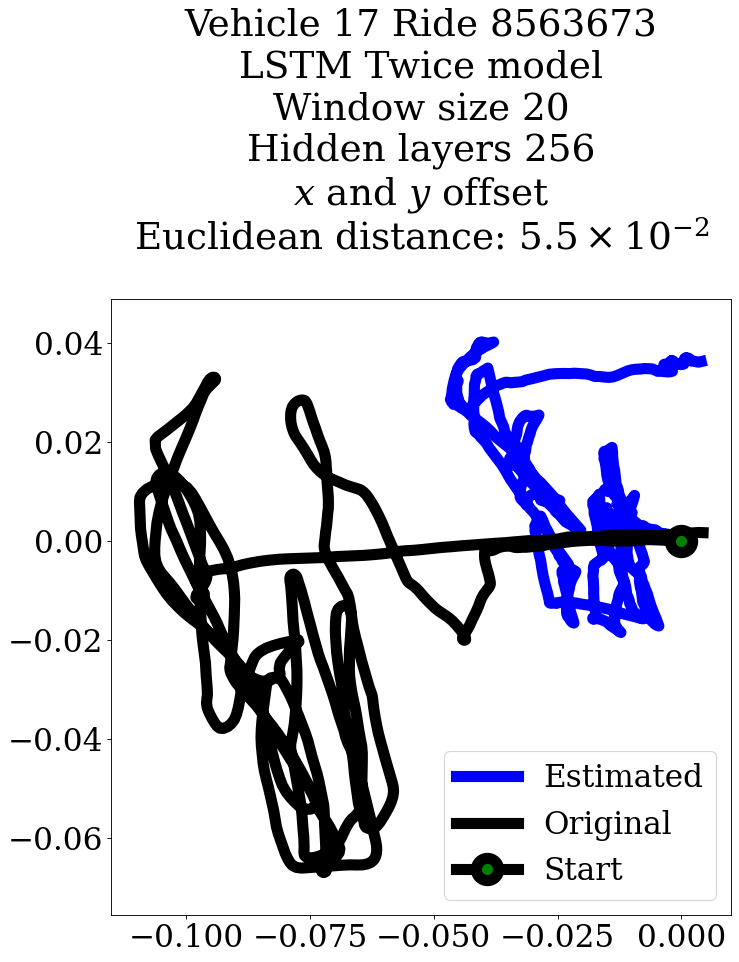 Vehicle 17 Ride 8563673
LSTM Twice model
Window size 20
Hidden layers 256
x and y offset
Euclidean distance: 5.5 × 10⁻²
0.04
0.02
0.00
−0.02
−0.04
−0.06
Estimated
Original
Start
−0.100 −0.075 −0.050 −0.025 0.000